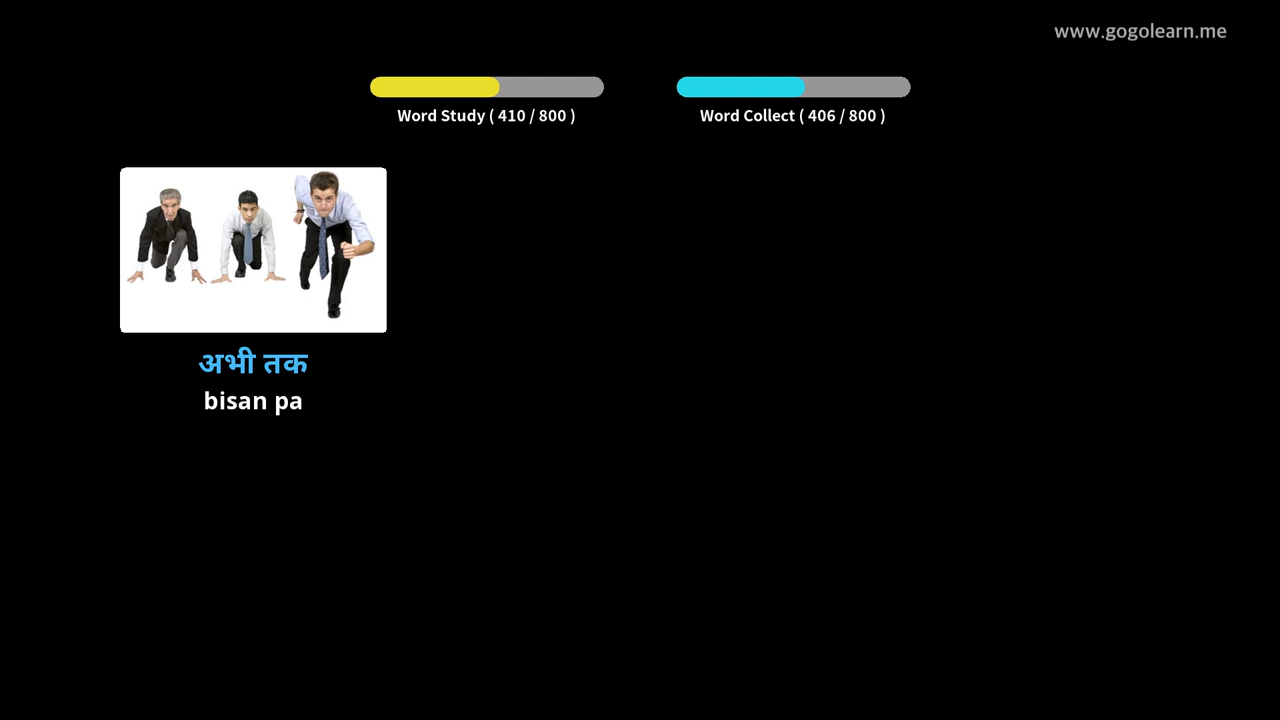 www.gogolearn.me
Word Study ( 410 / 800 )
Word Collect ( 406 / 800 )
अभी तक
bisan pa